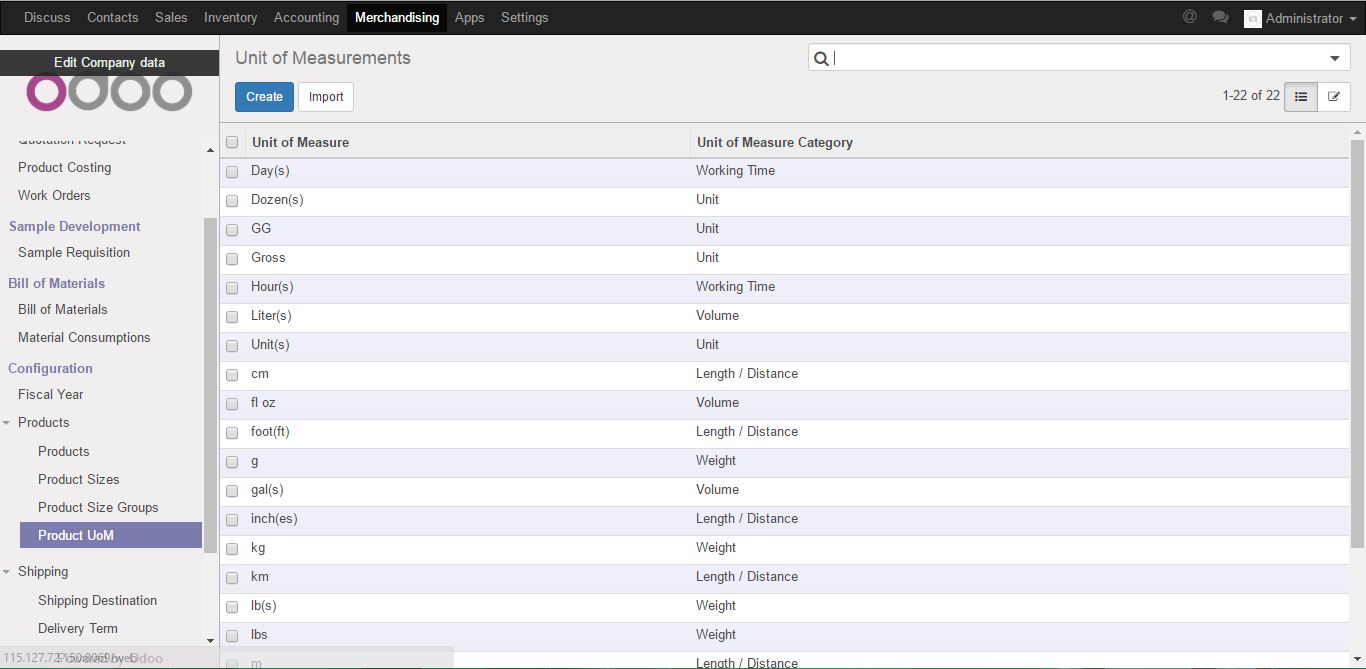 Discuss Contacts Sales Inventory Accounting Merchandising Apps Settings @ Administrator
Edit Company data
odoo
Quotation Request
Product Costing
Work Orders
Sample Development
Sample Requisition
Bill of Materials
Bill of Materials
Material Consumptions
Configuration
Fiscal Year
Products
Products
Product Sizes
Product Size Groups
Product UoM
Shipping
Shipping Destination
Delivery Term
Powered by Odoo
115.127.72.150:8069/web
Unit of Measurements
Create Import
1-22 of 22
Unit of Measure Unit of Measure Category
Day(s) Working Time
Dozen(s) Unit
GG Unit
Gross Unit
Hour(s) Working Time
Liter(s) Volume
Unit(s) Unit
cm Length / Distance
fl oz Volume
foot(ft) Length / Distance
g Weight
gal(s) Volume
inch(es) Length / Distance
kg Weight
km Length / Distance
lb(s) Weight
lbs Weight
m Length / Distance